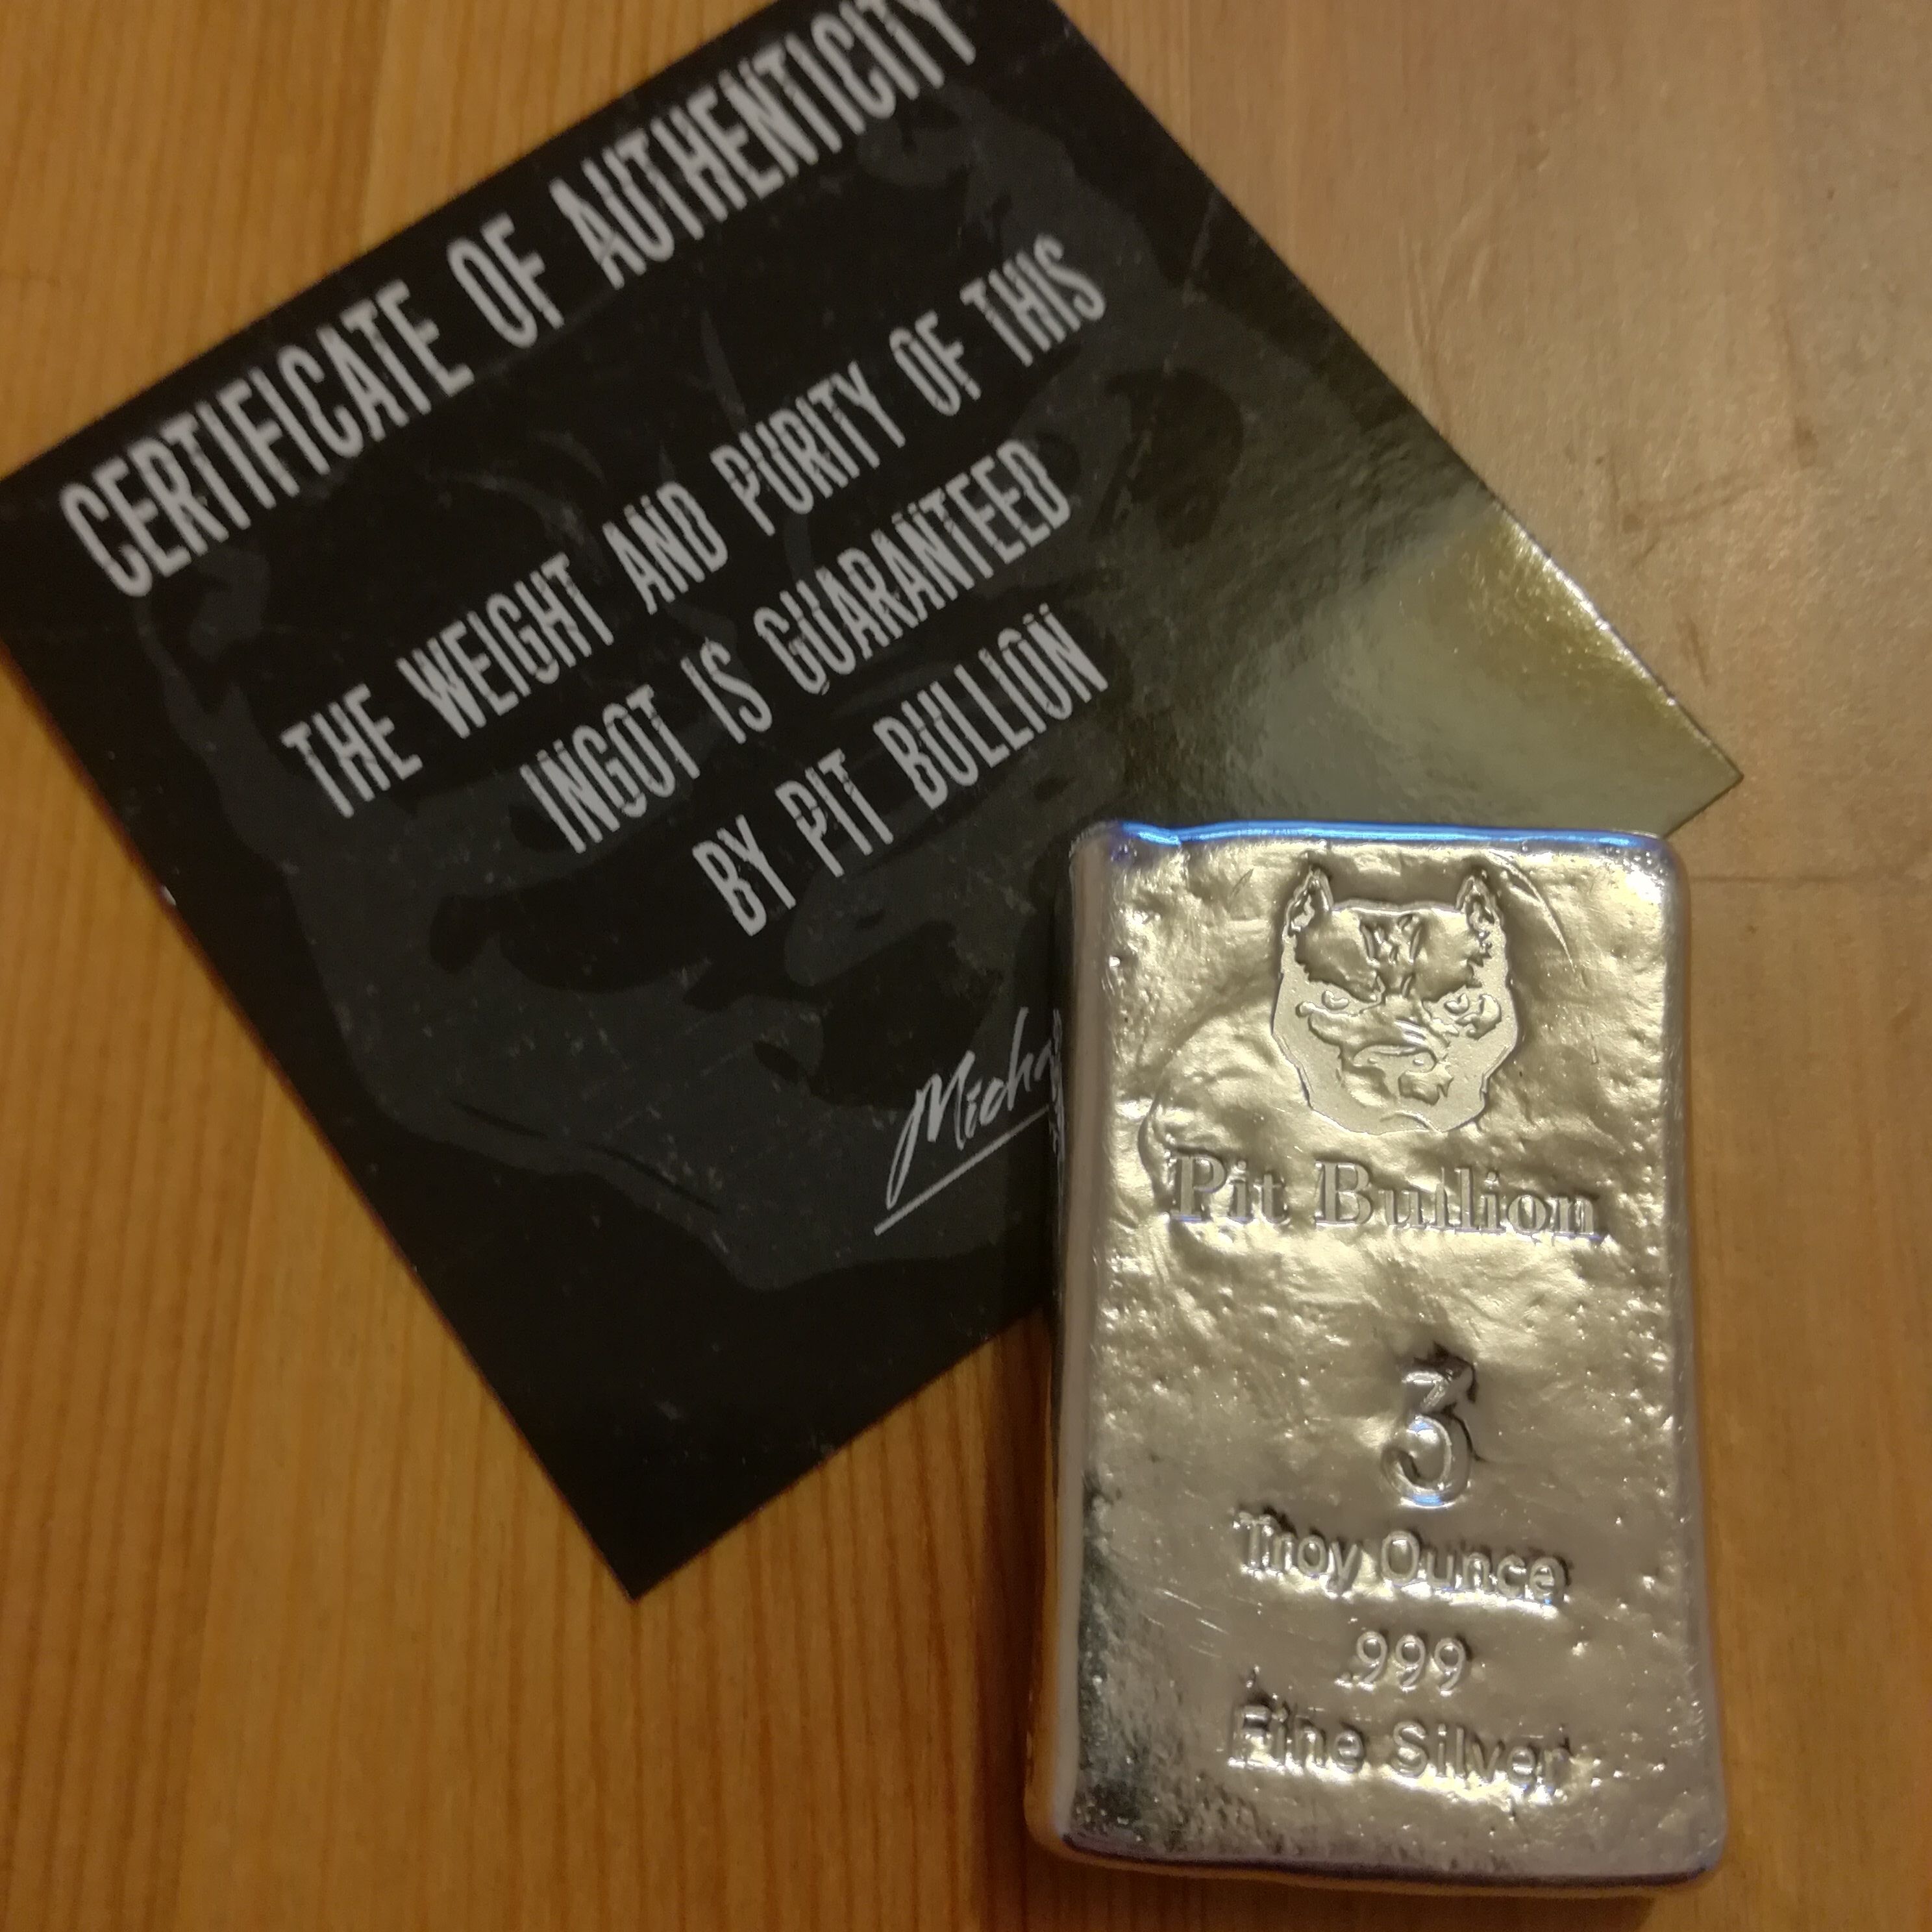 CERTIFICATE OF AUTHENTICITY
THE WEIGHT AND PURITY OF THIS
INGOT IS GUARANTEED
BY PIT BULLION
Pit Bullion
3
Troy Ounce
.999
Fine Silver